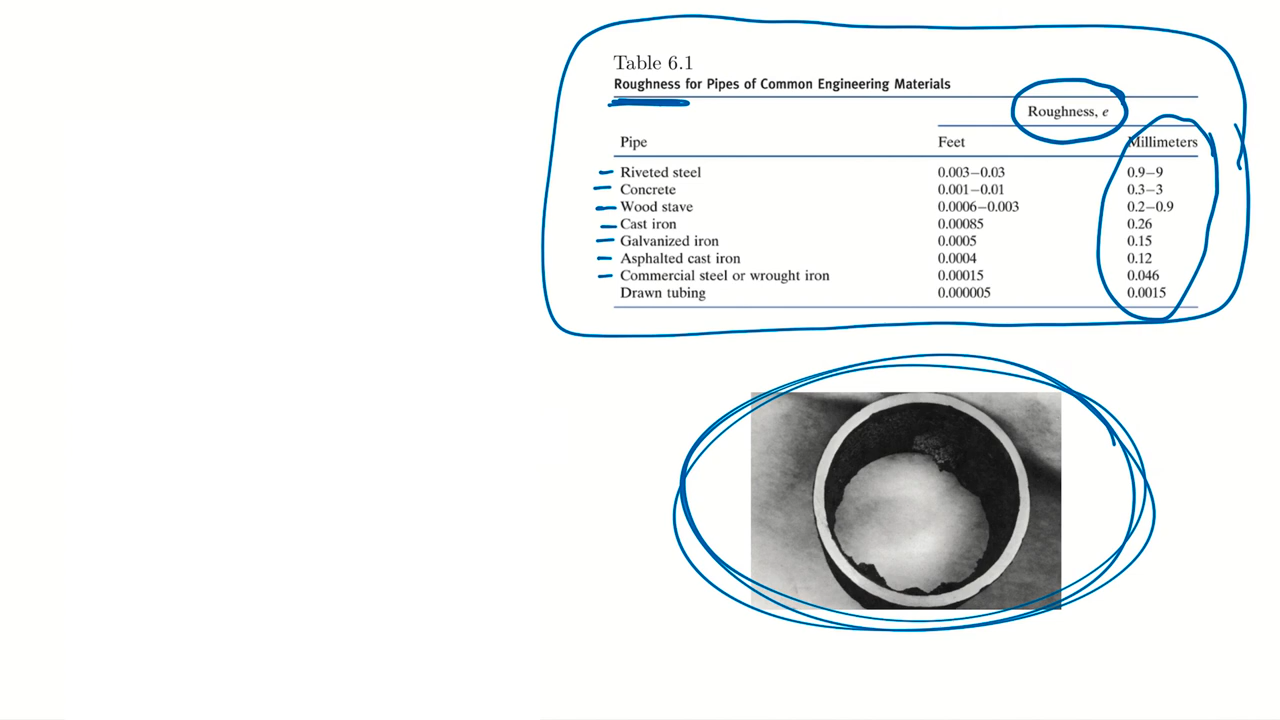 Table 6.1
Roughness for Pipes of Common Engineering Materials
Roughness, e
Pipe Feet Millimeters
Riveted steel 0.003–0.03 0.9–9
Concrete 0.001–0.01 0.3–3
Wood stave 0.0006–0.003 0.2–0.9
Cast iron 0.00085 0.26
Galvanized iron 0.0005 0.15
Asphalted cast iron 0.0004 0.12
Commercial steel or wrought iron 0.00015 0.046
Drawn tubing 0.000005 0.0015